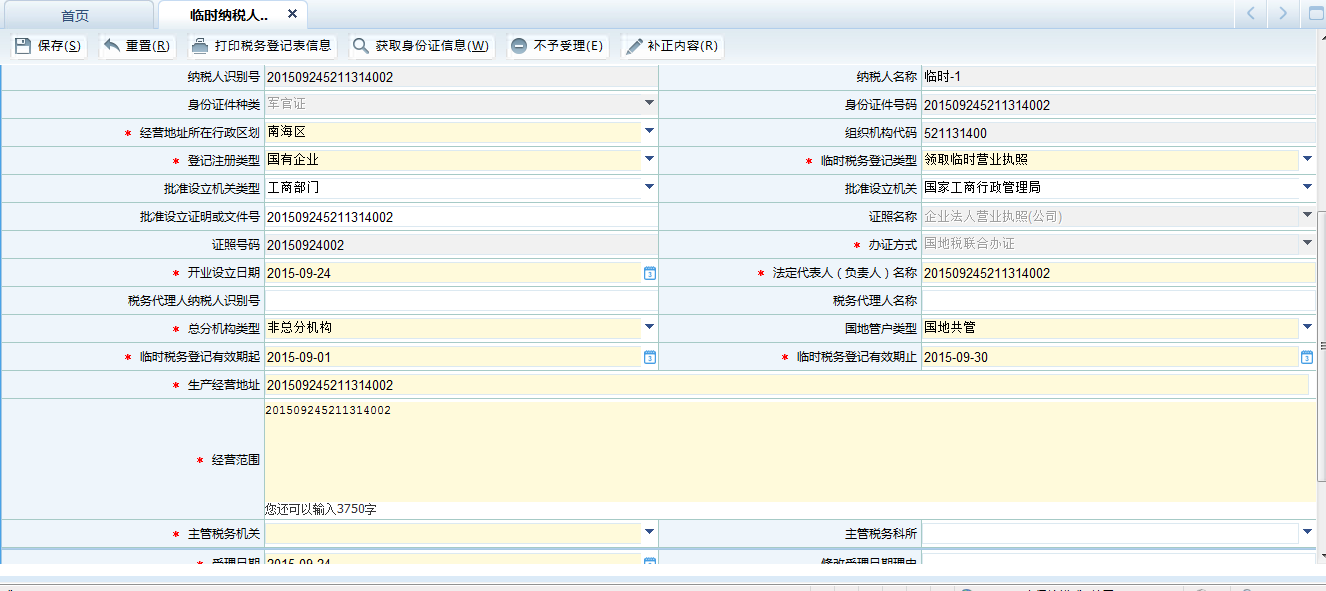 首页 临时纳税人..
保存(S) 重置(R) 打印税务登记表信息 获取身份证信息(W) 不予受理(E) 补正内容(R)
纳税人识别号 201509245211314002 纳税人名称 临时-1
身份证件种类 军官证 身份证件号码 201509245211314002
* 经营地址所在行政区划 南海区 组织机构代码 521131400
* 登记注册类型 国有企业 * 临时税务登记类型 领取临时营业执照
批准设立机关类型 工商部门 批准设立机关 国家工商行政管理局
批准设立证明或文件号 201509245211314002 证照名称 企业法人营业执照(公司)
证照号码 20150924002 * 办证方式 国地税联合办证
* 开业设立日期 2015-09-24 * 法定代表人（负责人）名称 201509245211314002
税务代理人纳税人识别号 税务代理人名称
* 总分机构类型 非总分机构 国地管户类型 国地共管
* 临时税务登记有效期起 2015-09-01 * 临时税务登记有效期止 2015-09-30
* 生产经营地址 201509245211314002
201509245211314002
* 经营范围
您还可以输入3750字
* 主管税务机关 主管税务科所
* 受理日期 2015-09-24 修改受理日期理由